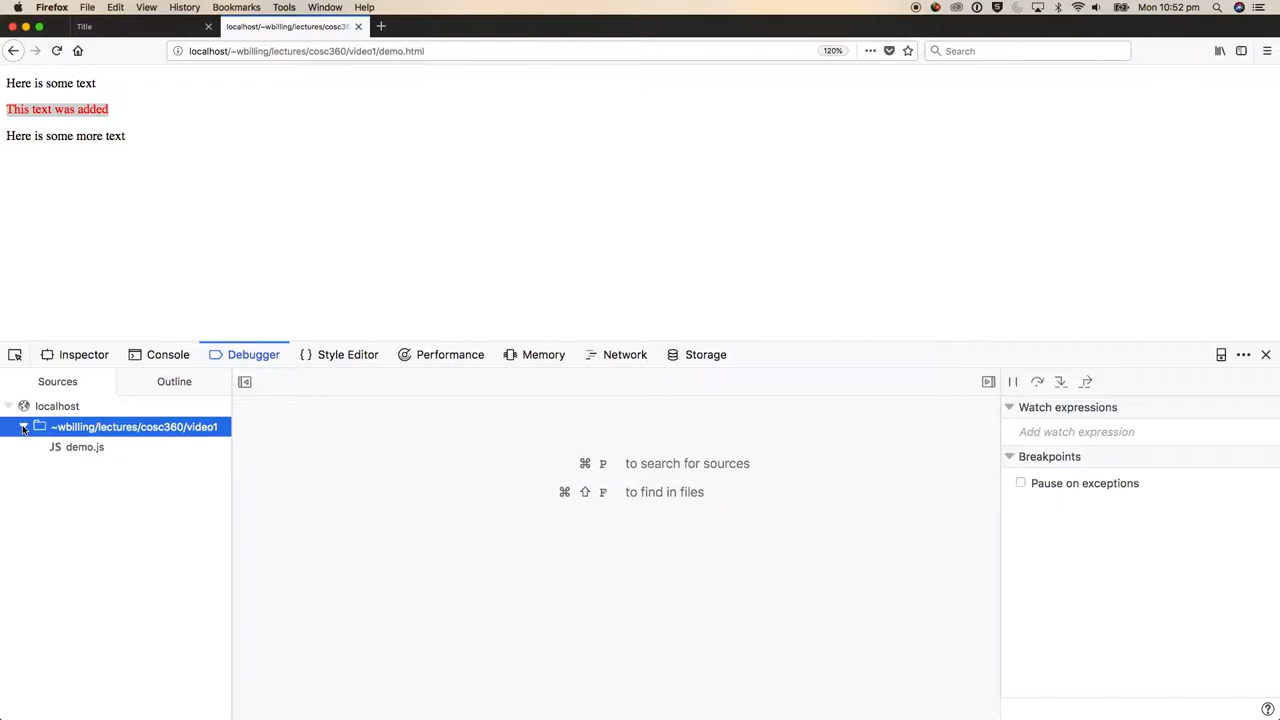 Firefox File Edit View History Bookmarks Tools Window Help Mon 10:52 pm
Title localhost/~wbilling/lectures/cosc36
localhost/~wbilling/lectures/cosc360/video1/demo.html 120% Search
Here is some text
This text was added
Here is some more text
Inspector Console Debugger { } Style Editor Performance Memory Network Storage
Sources Outline
localhost
~wbilling/lectures/cosc360/video1
JS demo.js
⌘ P to search for sources
⌘ ⇧ F to find in files
Watch expressions
Add watch expression
Breakpoints
Pause on exceptions